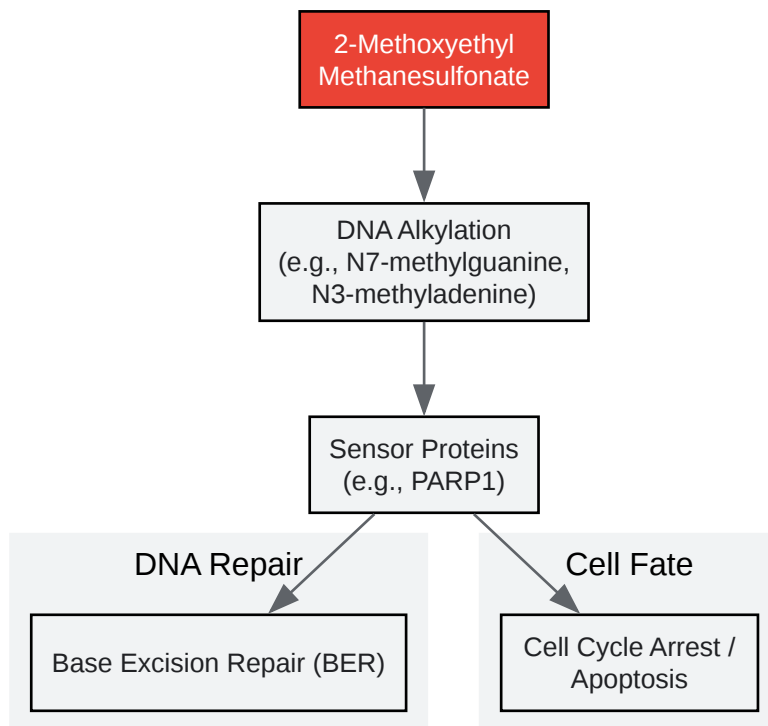 2-Methoxyethyl
Methanesulfonate
DNA Alkylation
(e.g., N7-methylguanine,
N3-methyladenine)
Sensor Proteins
(e.g., PARP1)
DNA Repair
Base Excision Repair (BER)
Cell Fate
Cell Cycle Arrest /
Apoptosis